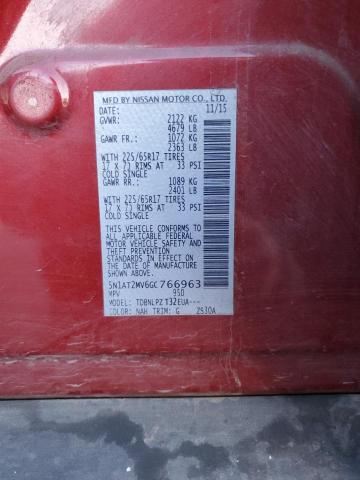 MFD BY NISSAN MOTOR CO., LTD.
DATE: 11/15
GVWR: 2122 KG
4679 LB
GAWR FR.: 1072 KG
2363 LB
WITH 225/65R17 TIRES
17 X 7J RIMS AT 33 PSI
COLD SINGLE
GAWR RR.: 1089 KG
2401 LB
WITH 225/65R17 TIRES
17 X 7J RIMS AT 33 PSI
COLD SINGLE
THIS VEHICLE CONFORMS TO ALL
APPLICABLE FEDERAL MOTOR
VEHICLE SAFETY AND
THEFT PREVENTION STANDARDS
IN EFFECT ON THE DATE
OF MANUFACTURE SHOWN ABOVE.
5N1AT2MV6GC766963
MPV 950
MODEL: TDBNLPZ T32EUA---
COLOR: NAH TRIM: G ZS30A